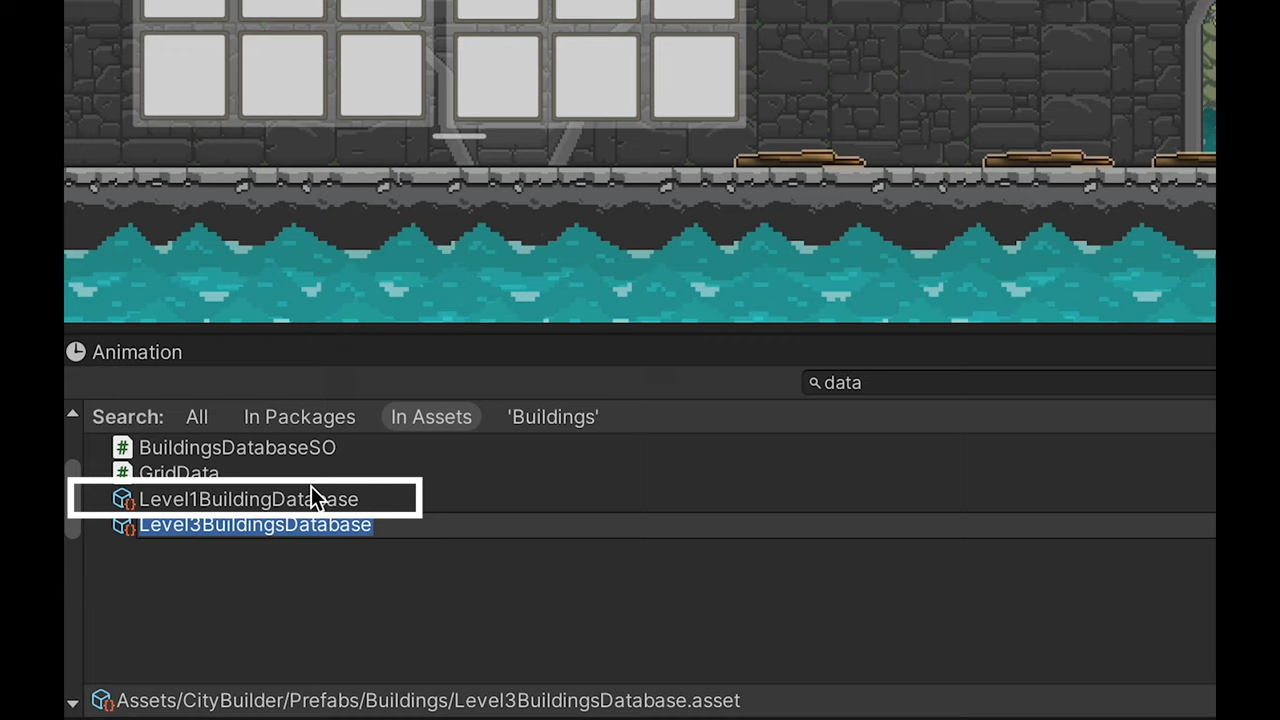 Animation
data
Search: All In Packages In Assets 'Buildings'
BuildingsDatabaseSO
GridData
Level1BuildingDatabase
Level3BuildingsDatabase
Assets/CityBuilder/Prefabs/Buildings/Level3BuildingsDatabase.asset